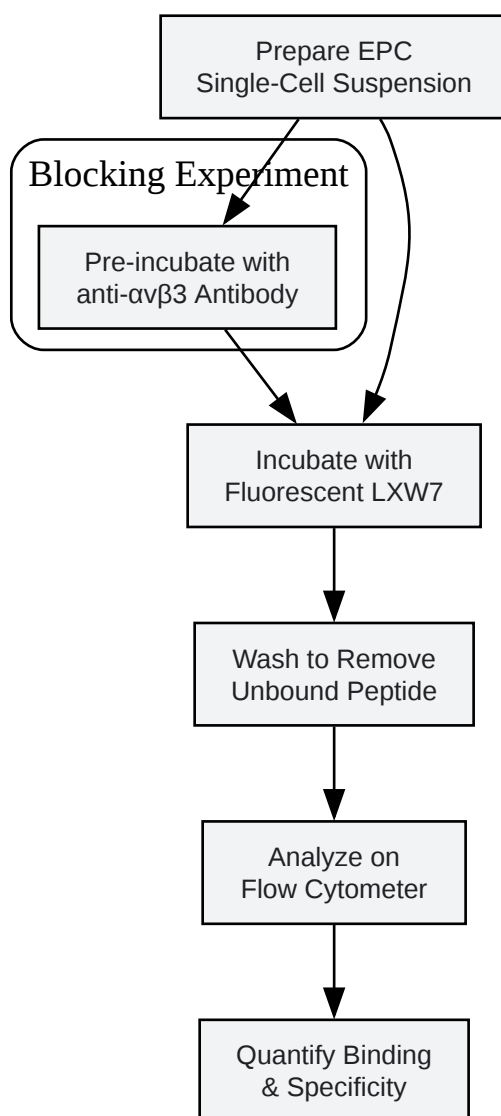 Prepare EPC
Single-Cell Suspension
Blocking Experiment
Pre-incubate with
anti-αvβ3 Antibody
Incubate with
Fluorescent LXW7
Wash to Remove
Unbound Peptide
Analyze on
Flow Cytometer
Quantify Binding
& Specificity